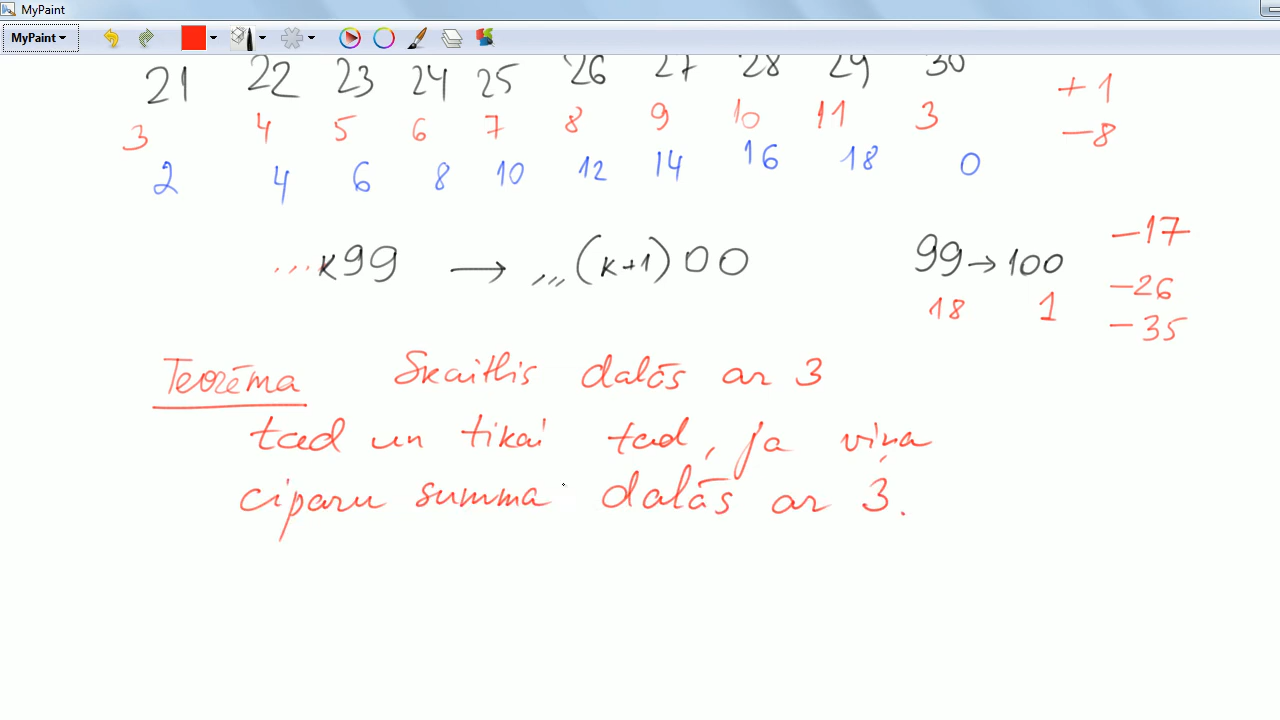 MyPaint
MyPaint
21 22 23 24 25 26 27 28 29 30 +1
3 4 5 6 7 8 9 10 11 3 -8
2 4 6 8 10 12 14 16 18 0
...k99 → ...(k+1)00 99→100 -17
18 1 -26
-35
Teorēma Skaitlis dalās ar 3
tad un tikai tad, ja viņa
ciparu summa dalās ar 3.